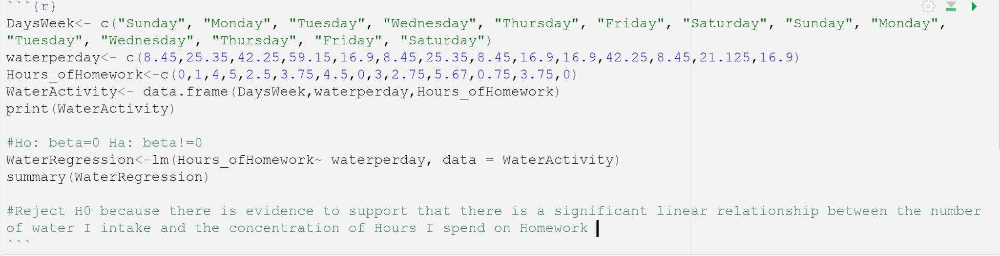 ```{r}
DaysWeek<- c("Sunday", "Monday", "Tuesday", "Wednesday", "Thursday", "Friday", "Saturday", "Sunday", "Monday",
"Tuesday", "Wednesday", "Thursday", "Friday", "Saturday")
waterperday<- c(8.45,25.35,42.25,59.15,16.9,8.45,25.35,8.45,16.9,16.9,42.25,8.45,21.125,16.9)
Hours_ofHomework<-c(0,1,4,5,2.5,3.75,4.5,0,3,2.75,5.67,0.75,3.75,0)
WaterActivity<- data.frame(DaysWeek,waterperday,Hours_ofHomework)
print(WaterActivity)
#Ho: beta=0 Ha: beta!=0
WaterRegression<-lm(Hours_ofHomework~ waterperday, data = WaterActivity)
summary(WaterRegression)
#Reject H0 because there is evidence to support that there is a significant linear relationship between the number
of water I intake and the concentration of Hours I spend on Homework
```